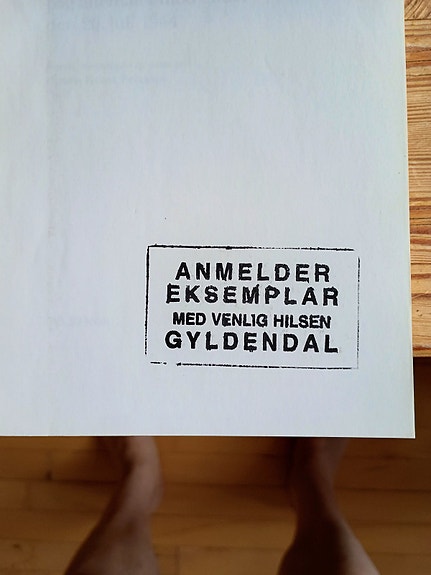 ANMELDER
EKSEMPLAR
MED VENLIG HILSEN
GYLDENDAL